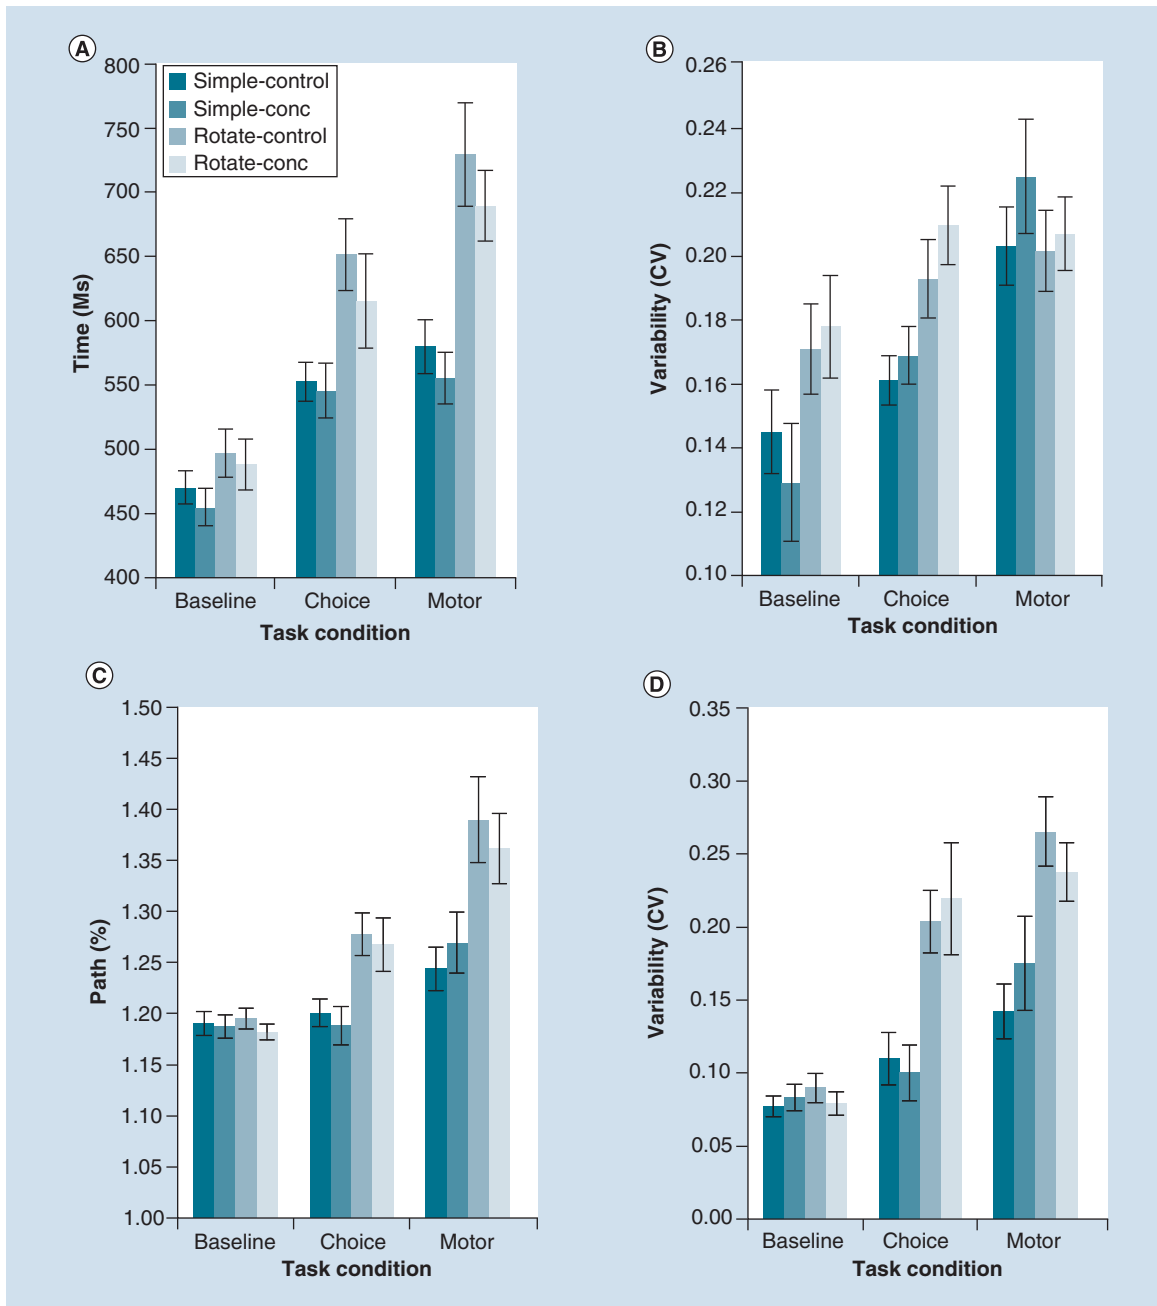 A
800
750
700
650
600
550
500
450
400
Time (Ms)
Simple-control
Simple-conc
Rotate-control
Rotate-conc
Baseline Choice Motor
Task condition
B
0.26
0.24
0.22
0.20
0.18
0.16
0.14
0.12
0.10
Variability (CV)
Baseline Choice Motor
Task condition
C
1.50
1.45
1.40
1.35
1.30
1.25
1.20
1.15
1.10
1.05
1.00
Path (%)
Baseline Choice Motor
Task condition
D
0.35
0.30
0.25
0.20
0.15
0.10
0.05
0.00
Variability (CV)
Baseline Choice Motor
Task condition